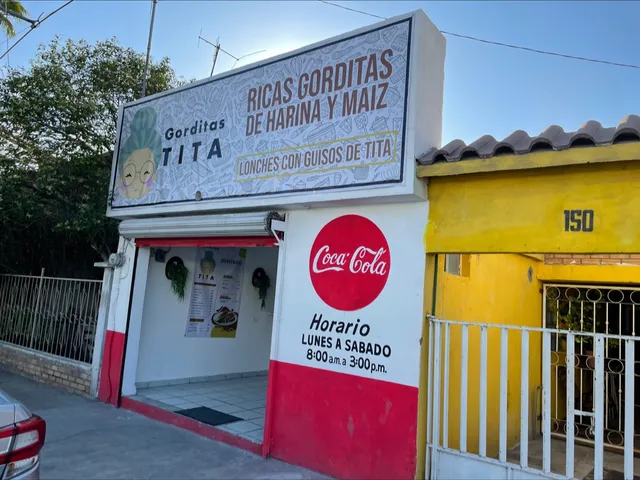 Gorditas
TITA
RICAS GORDITAS
DE HARINA Y MAIZ
LONCHES CON GUISOS DE TITA
150
Coca-Cola
Horario
LUNES A SABADO
8:00 a.m. a 3:00 p.m.
TITA